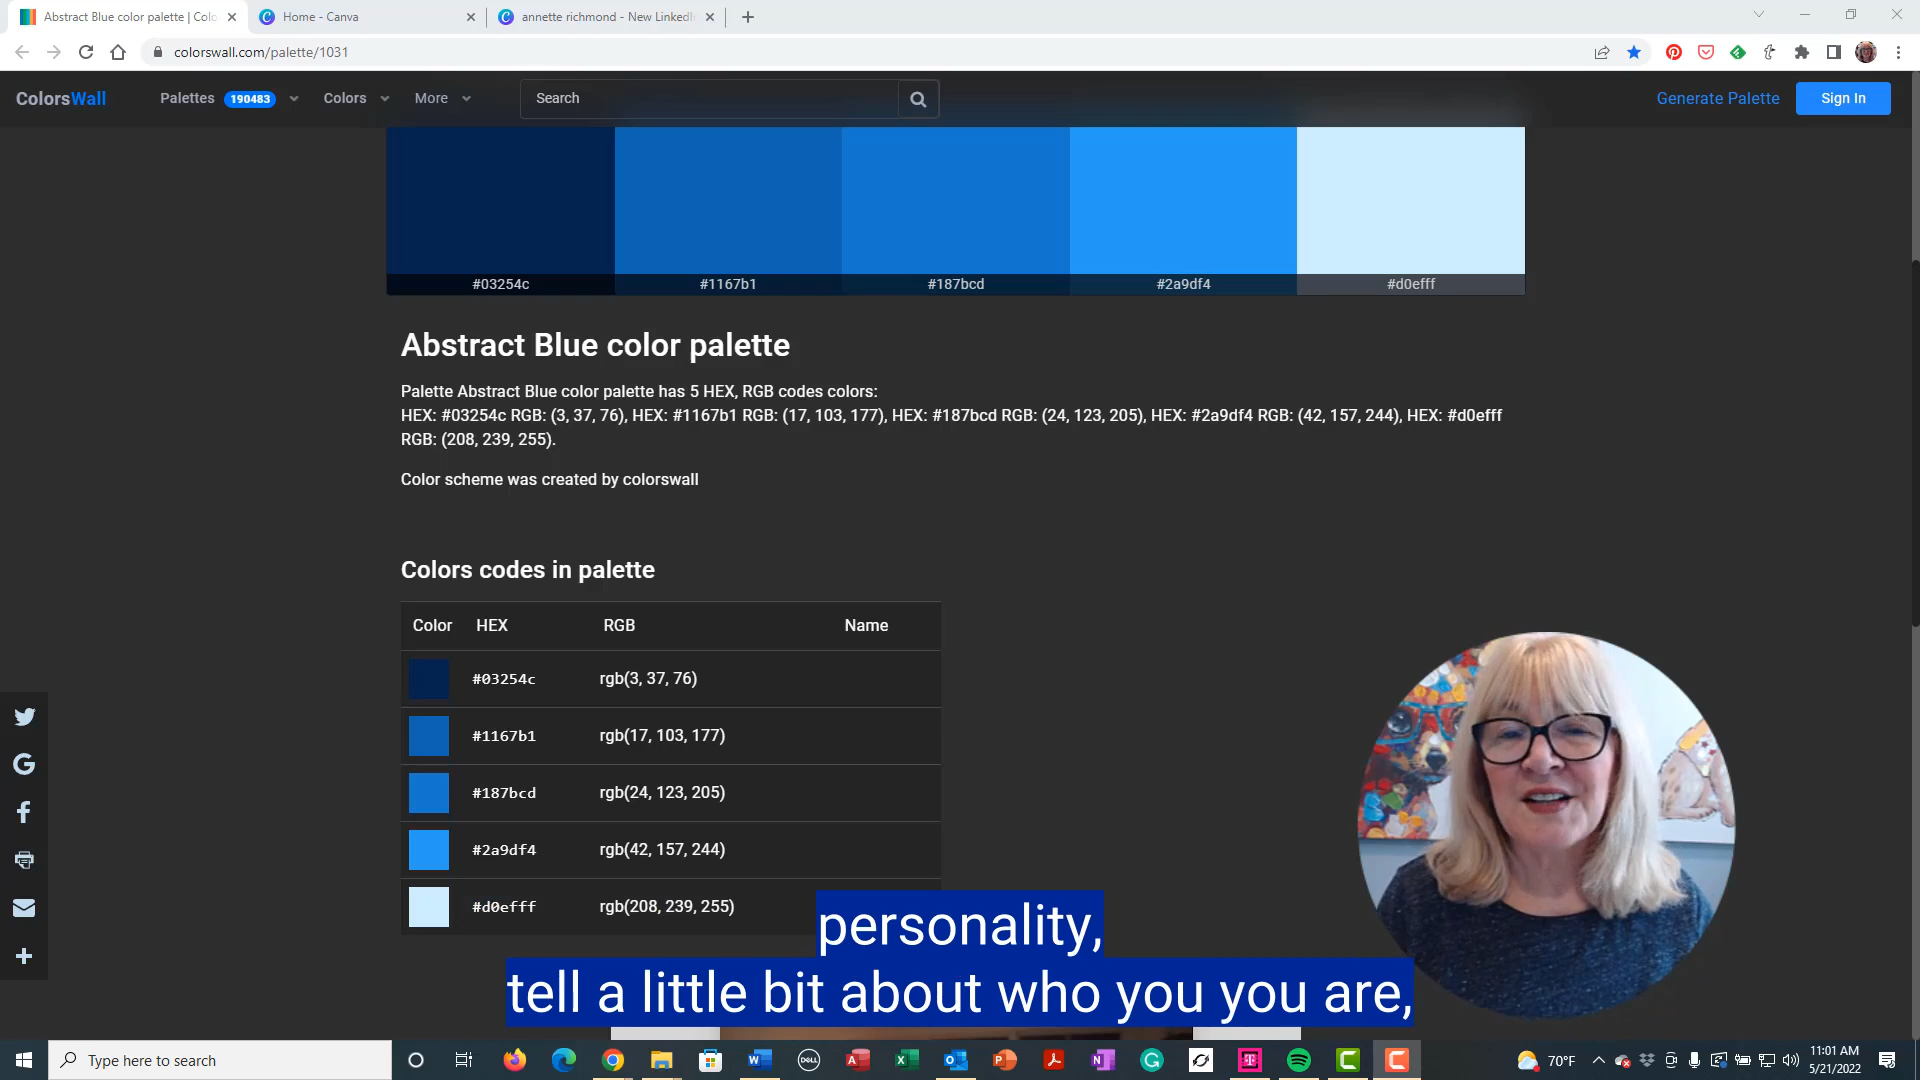 Abstract Blue color palette | Colo
Home - Canva
annette richmond - New LinkedIn
colorswall.com/palette/1031
ColorsWall
Palettes 190483
Colors
More
Search
Generate Palette
Sign In
#03254c
#1167b1
#187bcd
#2a9df4
#d0efff
Abstract Blue color palette
Palette Abstract Blue color palette has 5 HEX, RGB codes colors:
HEX: #03254c RGB: (3, 37, 76), HEX: #1167b1 RGB: (17, 103, 177), HEX: #187bcd RGB: (24, 123, 205), HEX: #2a9df4 RGB: (42, 157, 244), HEX: #d0efff
RGB: (208, 239, 255).
Color scheme was created by colorswall
Colors codes in palette
Color HEX RGB Name
#03254c rgb(3, 37, 76)
#1167b1 rgb(17, 103, 177)
#187bcd rgb(24, 123, 205)
#2a9df4 rgb(42, 157, 244)
#d0efff rgb(208, 239, 255)
personality,
tell a little bit about who you you are,
Type here to search
DELL
70°F
11:01 AM
5/21/2022